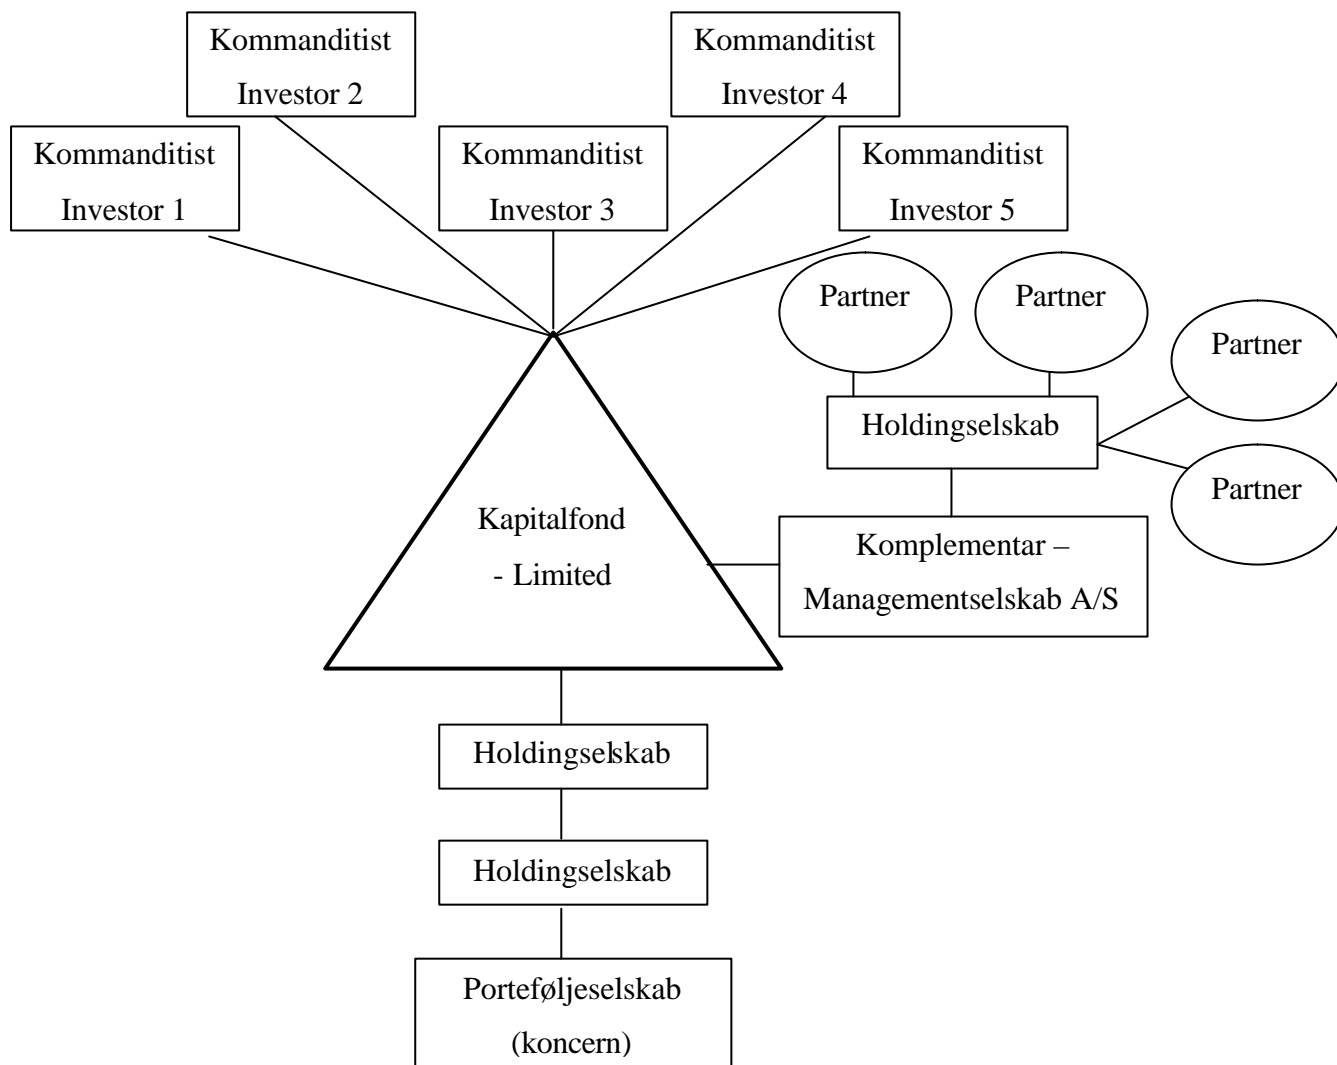 Kommanditist
Investor 2
Kommanditist
Investor 4
Kommanditist
Investor 1
Kommanditist
Investor 3
Kommanditist
Investor 5
Partner
Partner
Partner
Holdingselskab
Partner
Kapitalfond
- Limited
Komplementar –
Managementselskab A/S
Holdingselskab
Holdingselskab
Porteføljeselskab
(koncern)